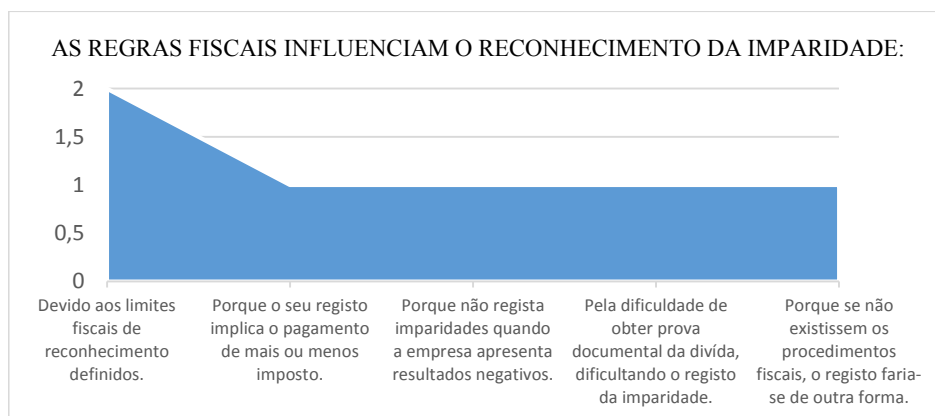 AS REGRAS FISCAIS INFLUENCIAM O RECONHECIMENTO DA IMPARIDADE:
2
1,5
1
0,5
0
Devido aos limites
fiscais de
reconhecimento
definidos.
Porque o seu registo
implica o pagamento
de mais ou menos
imposto.
Porque não regista
imparidades quando
a empresa apresenta
resultados negativos.
Pela dificuldade de
obter prova
documental da divída,
dificultando o registo
da imparidade.
Porque se não
existissem os
procedimentos
fiscais, o registo faria-
se de outra forma.